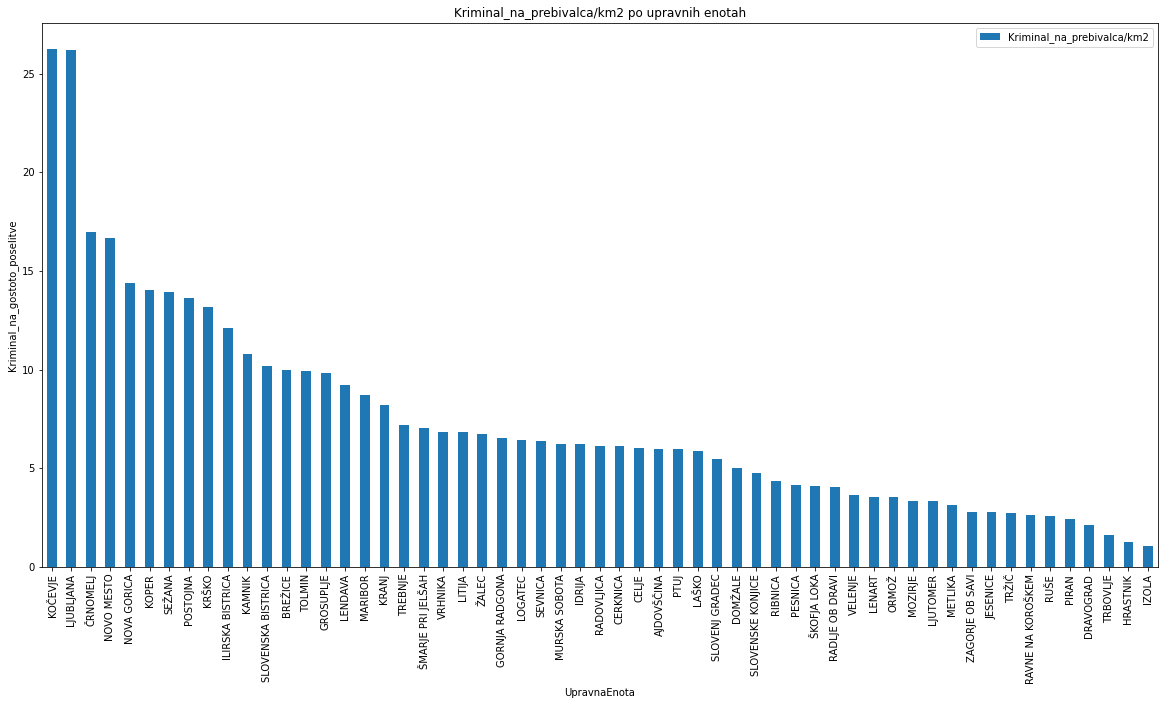 Kriminal_na_prebivalca/km2 po upravnih enotah
Kriminal_na_prebivalca/km2
Kriminal_na_gostoto_poselitve
25
20
15
10
5
0
KOČEVJE
LJUBLJANA
ČRNOMELJ
NOVO MESTO
NOVA GORICA
KOPER
SEŽANA
POSTOJNA
KRŠKO
ILIRSKA BISTRICA
KAMNIK
SLOVENSKA BISTRICA
BREŽICE
TOLMIN
GROSUPLJE
LENDAVA
MARIBOR
KRANJ
TREBNJE
ŠMARJE PRI JELŠAH
VRHNIKA
LITIJA
ŽALEC
GORNJA RADGONA
LOGATEC
SEVNICA
MURSKA SOBOTA
IDRIJA
RADOVLJICA
CERKNICA
CELJE
AJDOVŠČINA
PTUJ
LAŠKO
SLOVENJ GRADEC
DOMŽALE
SLOVENSKE KONJICE
RIBNICA
PESNICA
ŠKOFJA LOKA
RADLJE OB DRAVI
VELENJE
LENART
ORMOŽ
MOZIRJE
LJUTOMER
METLIKA
ZAGORJE OB SAVI
JESENICE
TRŽIČ
RAVNE NA KOROŠKEM
RUŠE
PIRAN
DRAVOGRAD
TRBOVLJE
HRASTNIK
IZOLA
UpravnaEnota